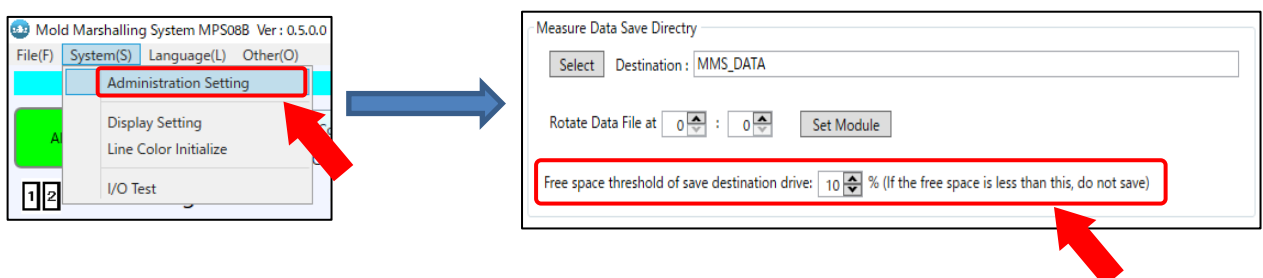 Mold Marshalling System MPS08B Ver : 0.5.0.0
File(F) System(S) Language(L) Other(O)
Administration Setting
Display Setting
Line Color Initialize
I/O Test
1 2
Measure Data Save Directry
Select Destination : MMS_DATA
Rotate Data File at 0 : 0 Set Module
Free space threshold of save destination drive: 10 % (If the free space is less than this, do not save)